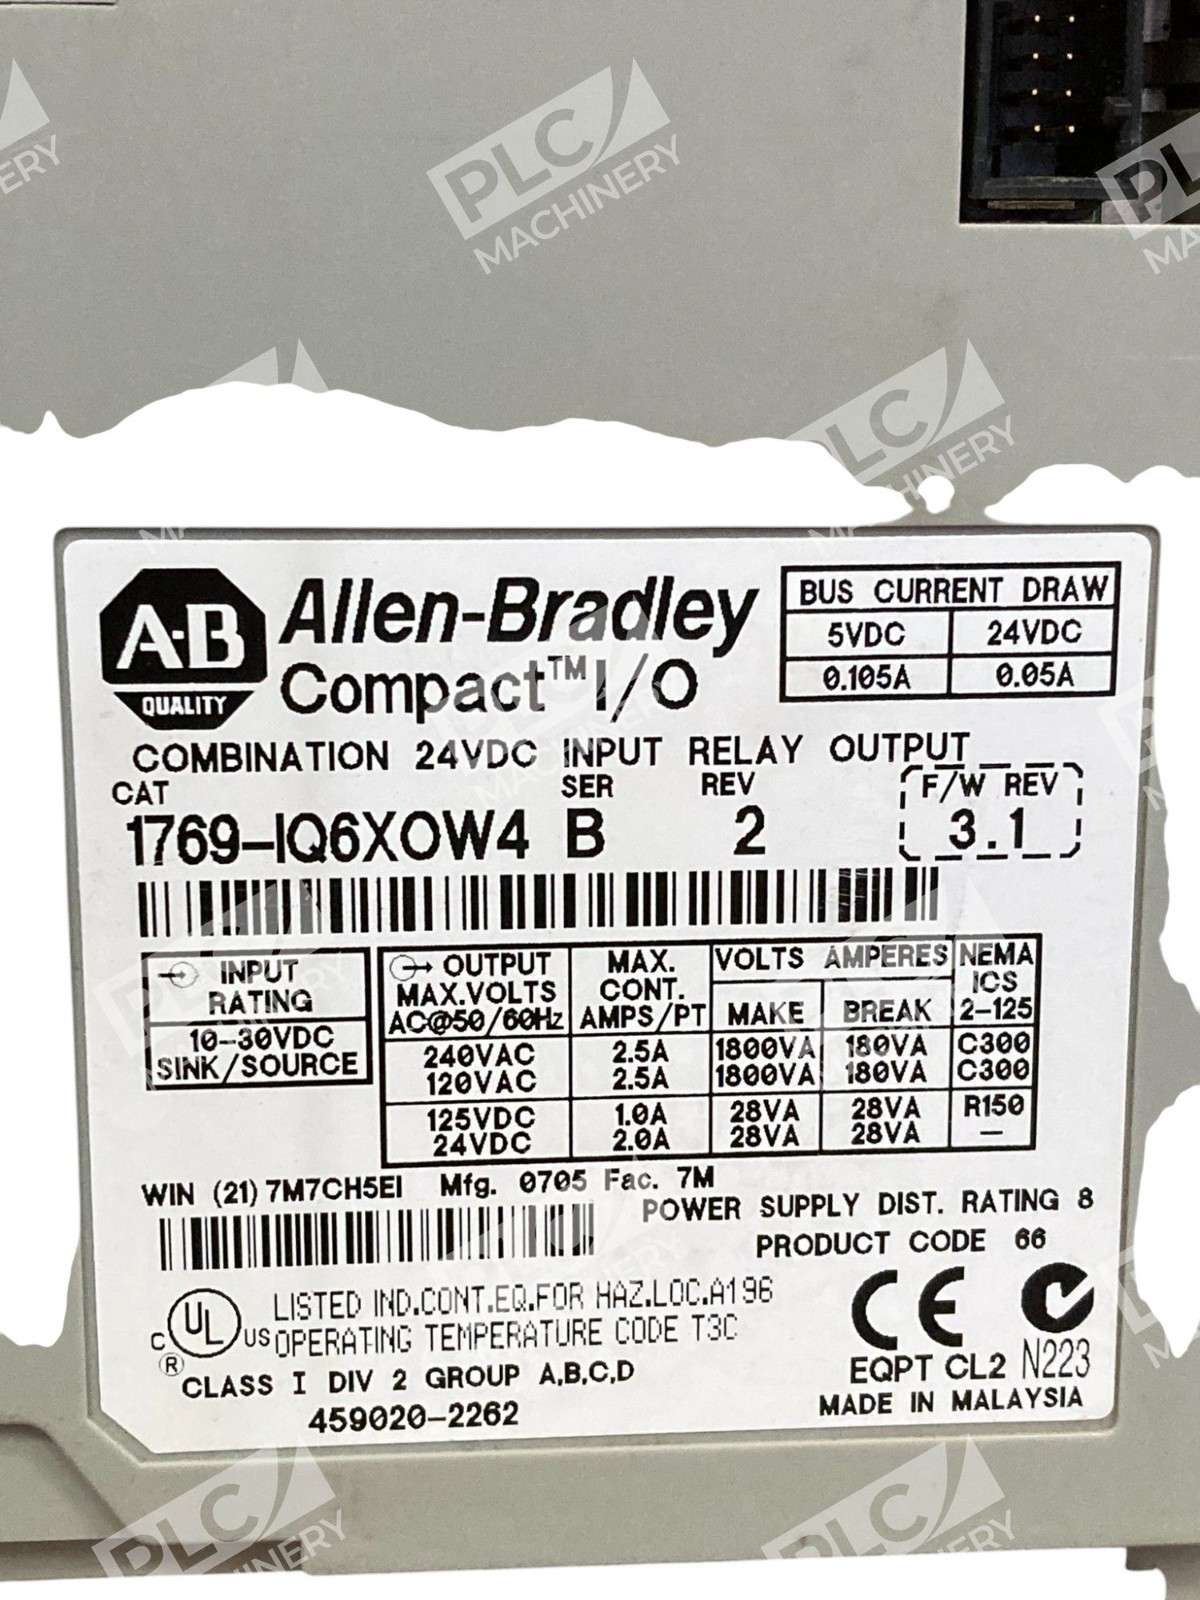 PLC
MACHINERY
A-B
QUALITY
Allen-Bradley
Compact™ I/O
BUS CURRENT DRAW
5VDC 24VDC
0.105A 0.05A
COMBINATION 24VDC INPUT RELAY OUTPUT
CAT SER REV F/W REV
1769-IQ6XOW4 B 2 3.1
INPUT
RATING
10-30VDC
SINK/SOURCE
OUTPUT MAX. VOLTS AMPERES NEMA
MAX.VOLTS CONT. ICS
AC@50/60Hz AMPS/PT MAKE BREAK 2-125
240VAC 2.5A 1800VA 180VA C300
120VAC 2.5A 1800VA 180VA C300
125VDC 1.0A 28VA 28VA R150
24VDC 2.0A 28VA 28VA —
WIN (21) 7M7CH5EI Mfg. 0705 Fac. 7M
POWER SUPPLY DIST. RATING 8
PRODUCT CODE 66
C UL US ®
LISTED IND.CONT.EQ.FOR HAZ.LOC.A196
OPERATING TEMPERATURE CODE T3C
CLASS I DIV 2 GROUP A,B,C,D
459020-2262
CE
EQPT CL2 N223
MADE IN MALAYSIA